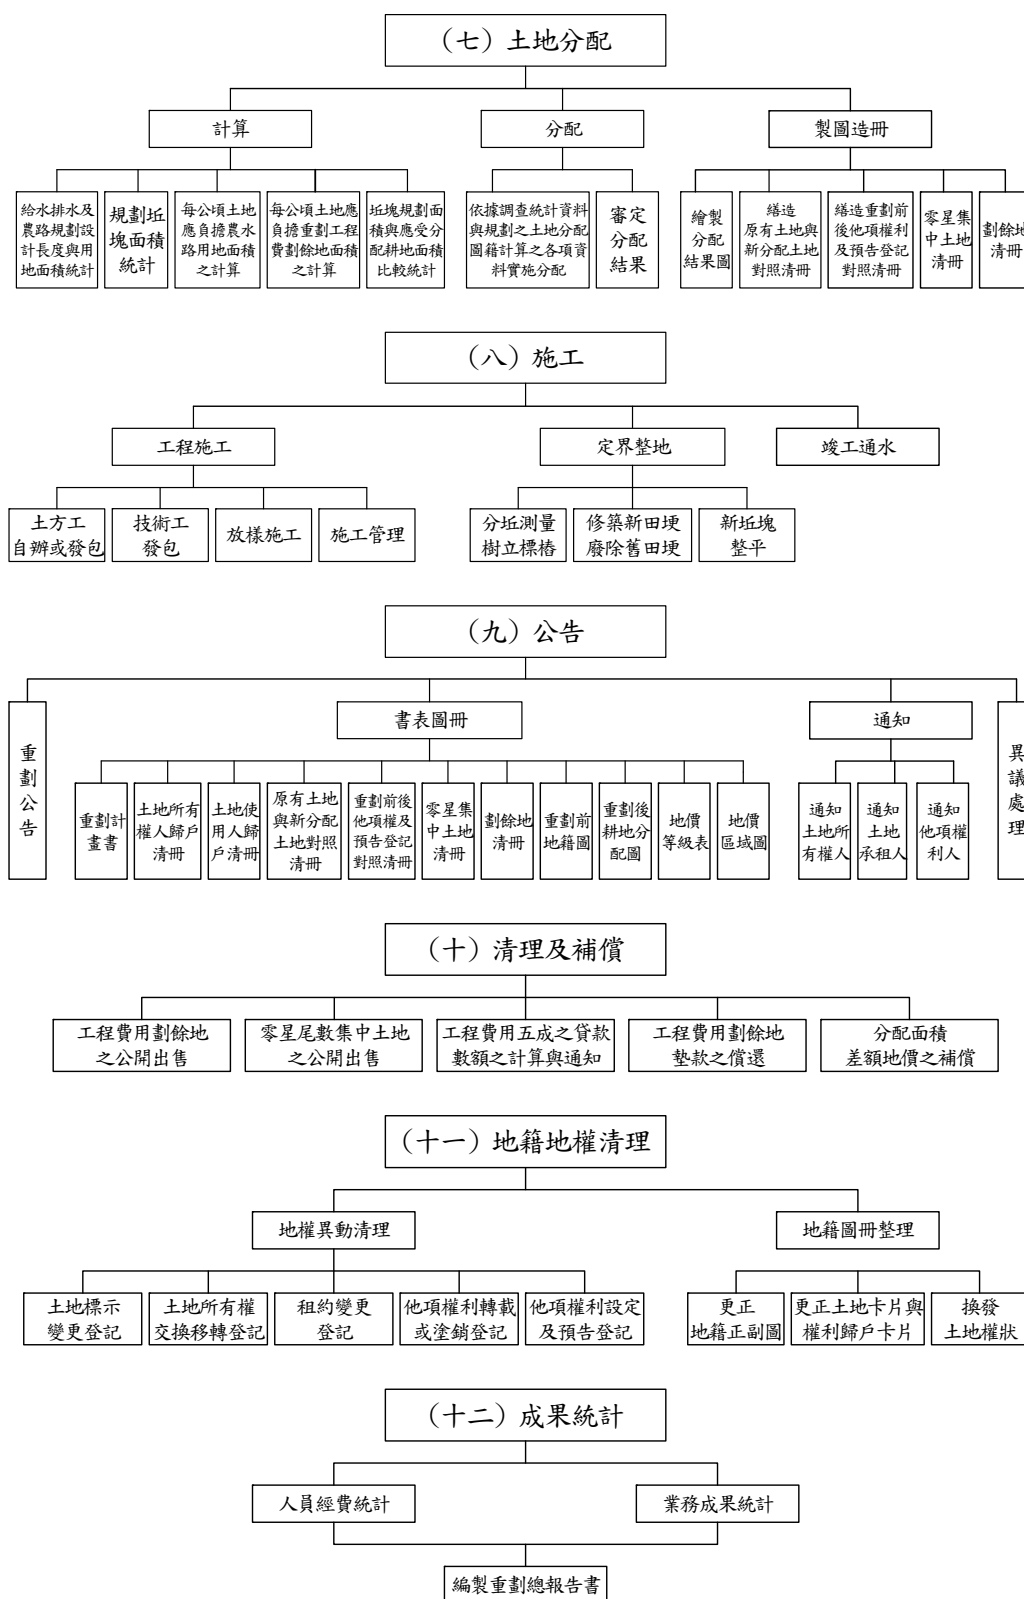 （七）土地分配
計算
分配
製圖造冊
給水排水及
農路規劃設
計長度與用
地面積統計
規劃坵
塊面積
統計
每公頃土地
應負擔農水
路用地面積
之計算
每公頃土地應
負擔重劃工程
費劃餘地面積
之計算
坵塊規劃面
積與應受分
配耕地面積
比較統計
依據調查統計資料
與規劃之土地分配
圖籍計算之各項資
料實施分配
審定
分配
結果
繪製
分配
結果圖
繕造
原有土地與
新分配土地
對照清冊
繕造重劃前
後他項權利
及預告登記
對照清冊
零星集
中土地
清冊
劃餘地
清冊
（八）施工
工程施工
定界整地
竣工通水
土方工
自辦或發包
技術工
發包
放樣施工
施工管理
分坵測量
樹立標樁
修築新田埂
廢除舊田埂
新坵塊
整平
（九）公告
重劃公告
書表圖冊
通知
異議處理
重劃計
畫書
土地所有
權人歸戶
清冊
土地使
用人歸
戶清冊
原有土地
與新分配
土地對照
清冊
重劃前後
他項權及
預告登記
對照清冊
零星集
中土地
清冊
劃餘地
清冊
重劃前
地籍圖
重劃後
耕地分
配圖
地價
等級表
地價
區域圖
通知
土地所
有權人
通知
土地
承租人
通知
他項權
利人
（十）清理及補償
工程費用劃餘地
之公開出售
零星尾數集中土地
之公開出售
工程費用五成之貸款
數額之計算與通知
工程費用劃餘地
墊款之償還
分配面積
差額地價之補償
（十一）地籍地權清理
地權異動清理
地籍圖冊整理
土地標示
變更登記
土地所有權
交換移轉登記
租約變更
登記
他項權利轉載
或塗銷登記
他項權利設定
及預告登記
更正
地籍正副圖
更正土地卡片與
權利歸戶卡片
換發
土地權狀
（十二）成果統計
人員經費統計
業務成果統計
編製重劃總報告書